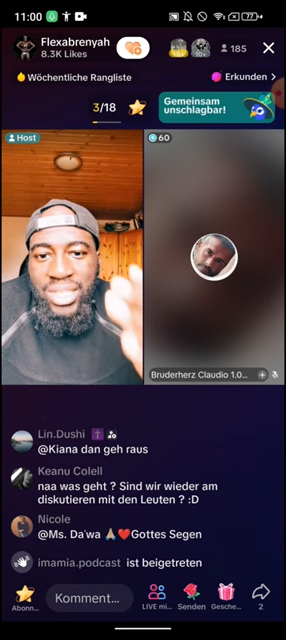 11:00
77
Flexabrenyah
8.3K Likes
185
Wöchentliche Rangliste
Erkunden >
3/18
Gemeinsam
unschlagbar!
Host
60
Bruderherz Claudio 1.0...
Lin.Dushi
@Kiana dan geh raus
Keanu Colell
naa was geht ? Sind wir wieder am
diskutieren mit den Leuten ? :D
Nicole
@Ms. Da'wa 🙏❤️Gottes Segen
imamia.podcast ist beigetreten
Komment...
Abonn... LIVE mi... Senden Gesche... 2